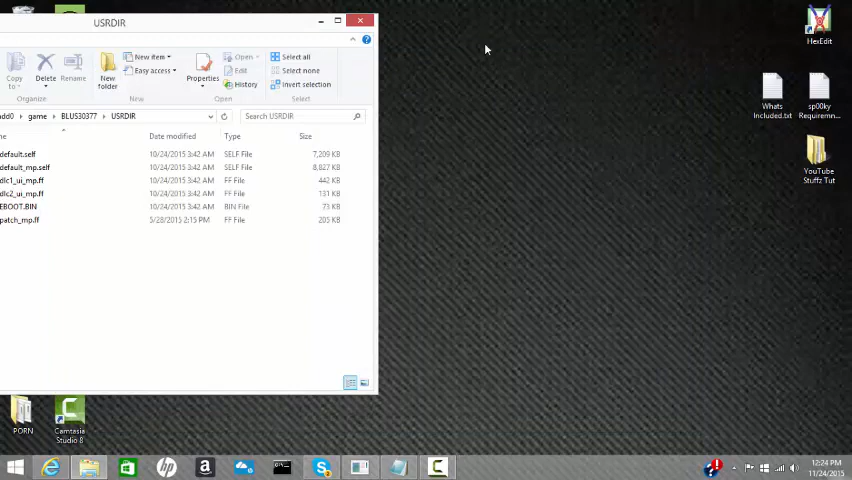 USRDIR
Copy to
Delete
Rename
Organize
New folder
New item
Easy access
New
Properties
Open
Edit
History
Open
Select all
Select none
Invert selection
Select
add0 game BLUS30377 USRDIR
Search USRDIR
me Date modified Type Size
default.self 10/24/2015 3:42 AM SELF File 7,209 KB
default_mp.self 10/24/2015 3:42 AM SELF File 8,827 KB
dlc1_ui_mp.ff 10/24/2015 3:42 AM FF File 442 KB
dlc2_ui_mp.ff 10/24/2015 3:42 AM FF File 131 KB
EBOOT.BIN 10/24/2015 3:42 AM BIN File 73 KB
patch_mp.ff 5/28/2015 2:15 PM FF File 205 KB
HexEdit
Whats Included.txt
sp00ky Requiremn...
YouTube Stuffz Tut
PORN
Camtasia Studio 8
12:24 PM
11/24/2015